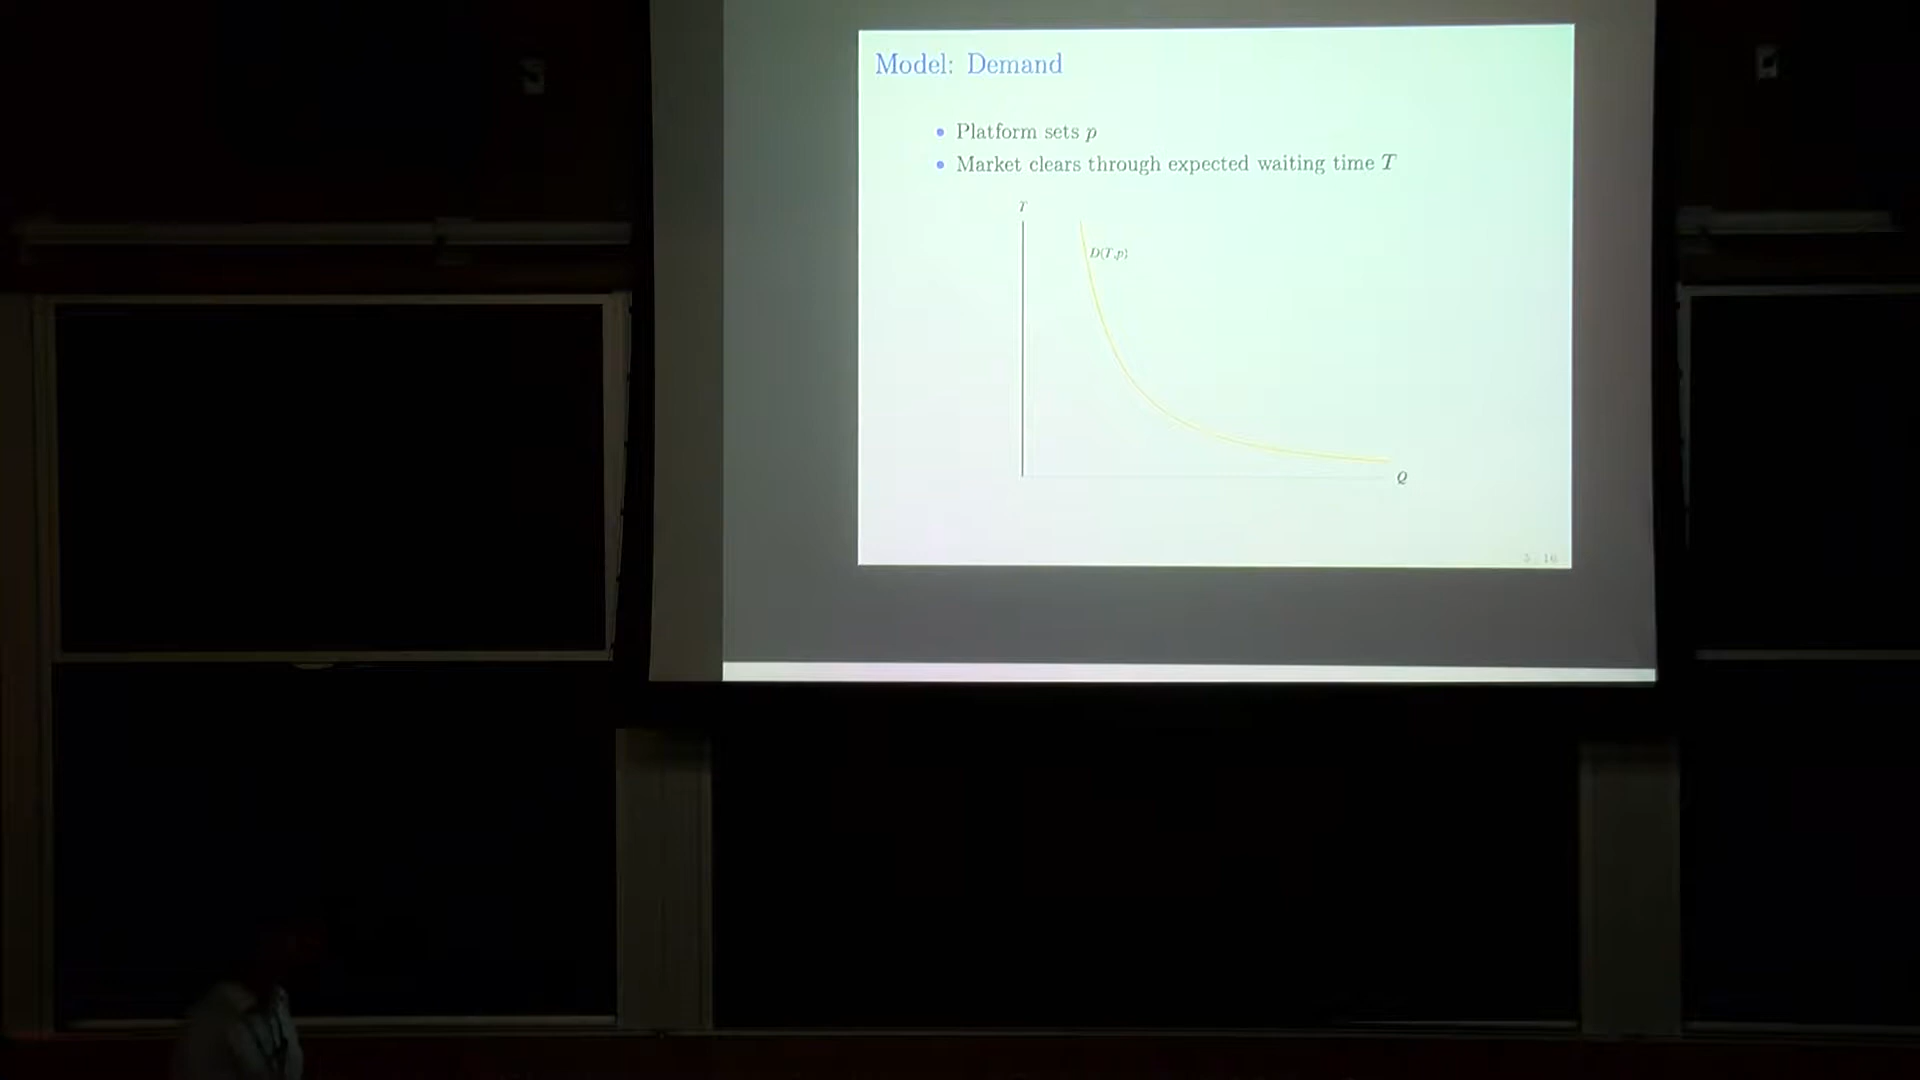 Model: Demand
• Platform sets p
• Market clears through expected waiting time T
T
D(T,p)
Q